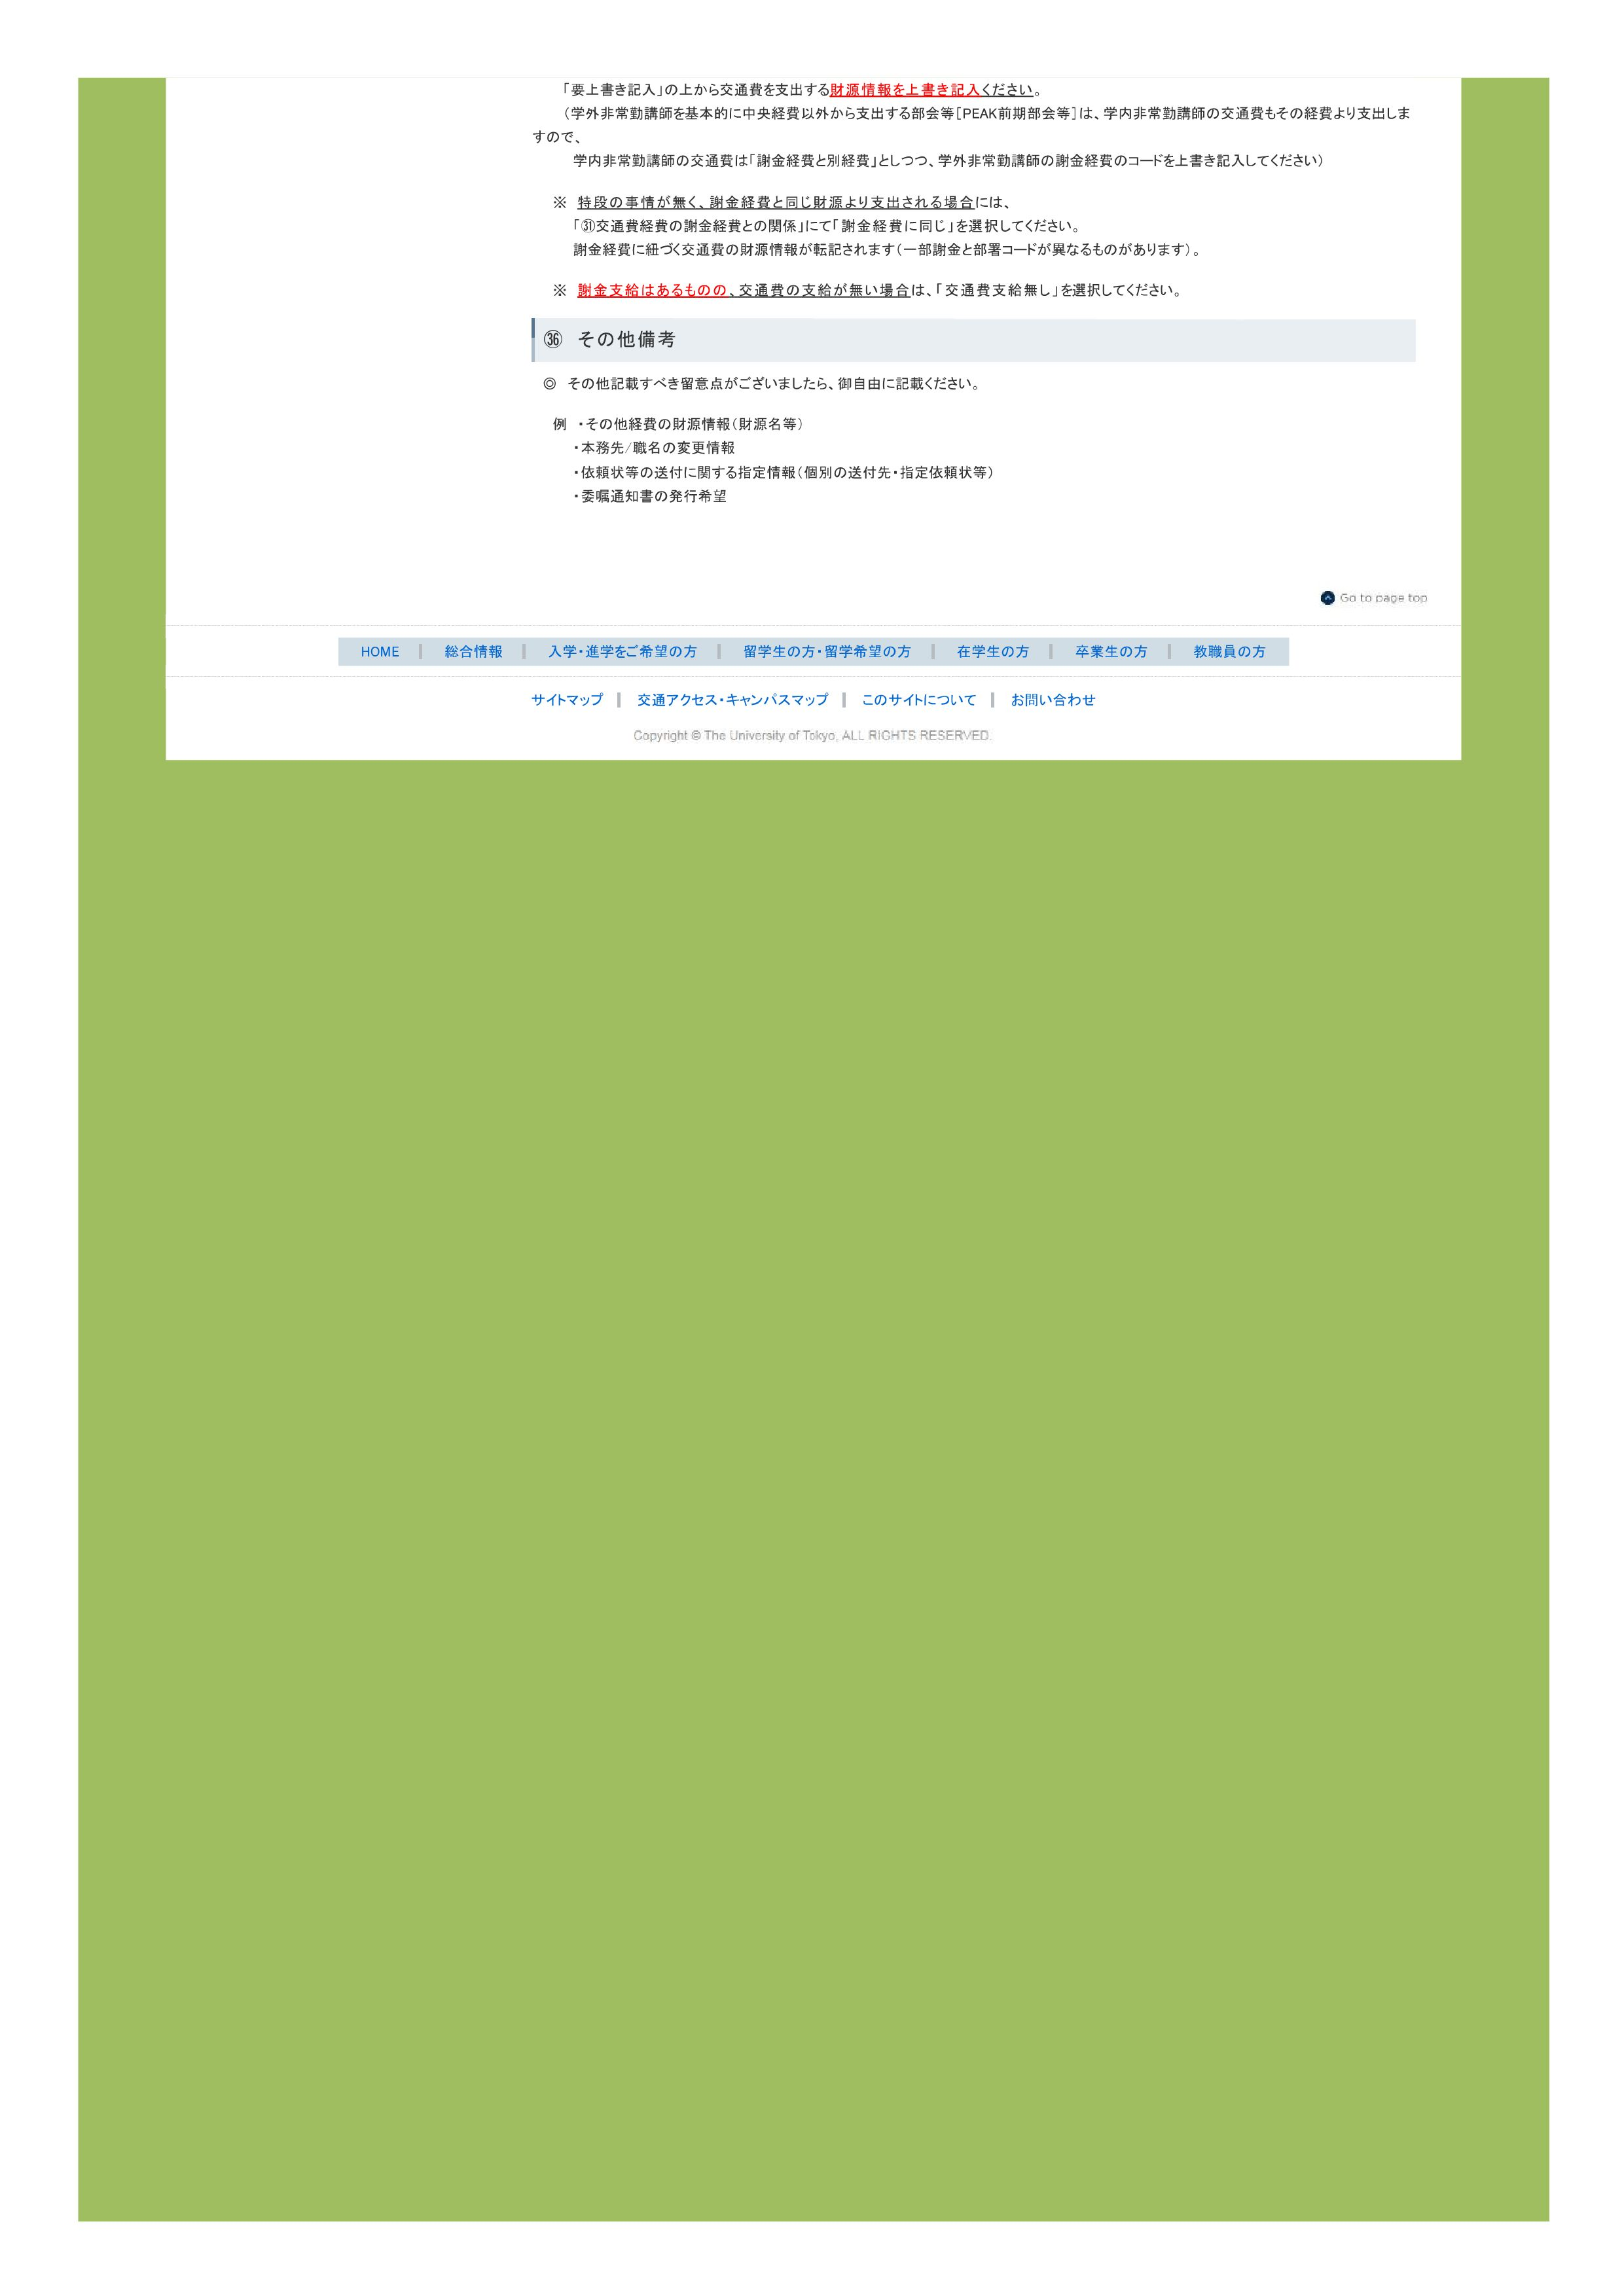 「要上書き記入」の上から交通費を支出する財源情報を上書き記入ください。
（学外非常勤講師を基本的に中央経費以外から支出する部会等［PEAK前期部会等］は、学内非常勤講師の交通費もその経費より支出しま
すので、
学内非常勤講師の交通費は「謝金経費と別経費」としつつ、学外非常勤講師の謝金経費のコードを上書き記入してください）
※ 特段の事情が無く、謝金経費と同じ財源より支出される場合には、
「㉛交通費経費の謝金経費との関係」にて「謝金経費に同じ」を選択してください。
謝金経費に紐づく交通費の財源情報が転記されます（一部謝金と部署コードが異なるものがあります）。
※ 謝金支給はあるものの、交通費の支給が無い場合は、「交通費支給無し」を選択してください。
㊱ その他備考
◎ その他記載すべき留意点がございましたら、御自由に記載ください。
例 ・その他経費の財源情報（財源名等）
・本務先/職名の変更情報
・依頼状等の送付に関する指定情報（個別の送付先・指定依頼状等）
・委嘱通知書の発行希望
Go to page top
HOME | 総合情報 | 入学・進学をご希望の方 | 留学生の方・留学希望の方 | 在学生の方 | 卒業生の方 | 教職員の方
サイトマップ | 交通アクセス・キャンパスマップ | このサイトについて | お問い合わせ
Copyright © The University of Tokyo, ALL RIGHTS RESERVED.